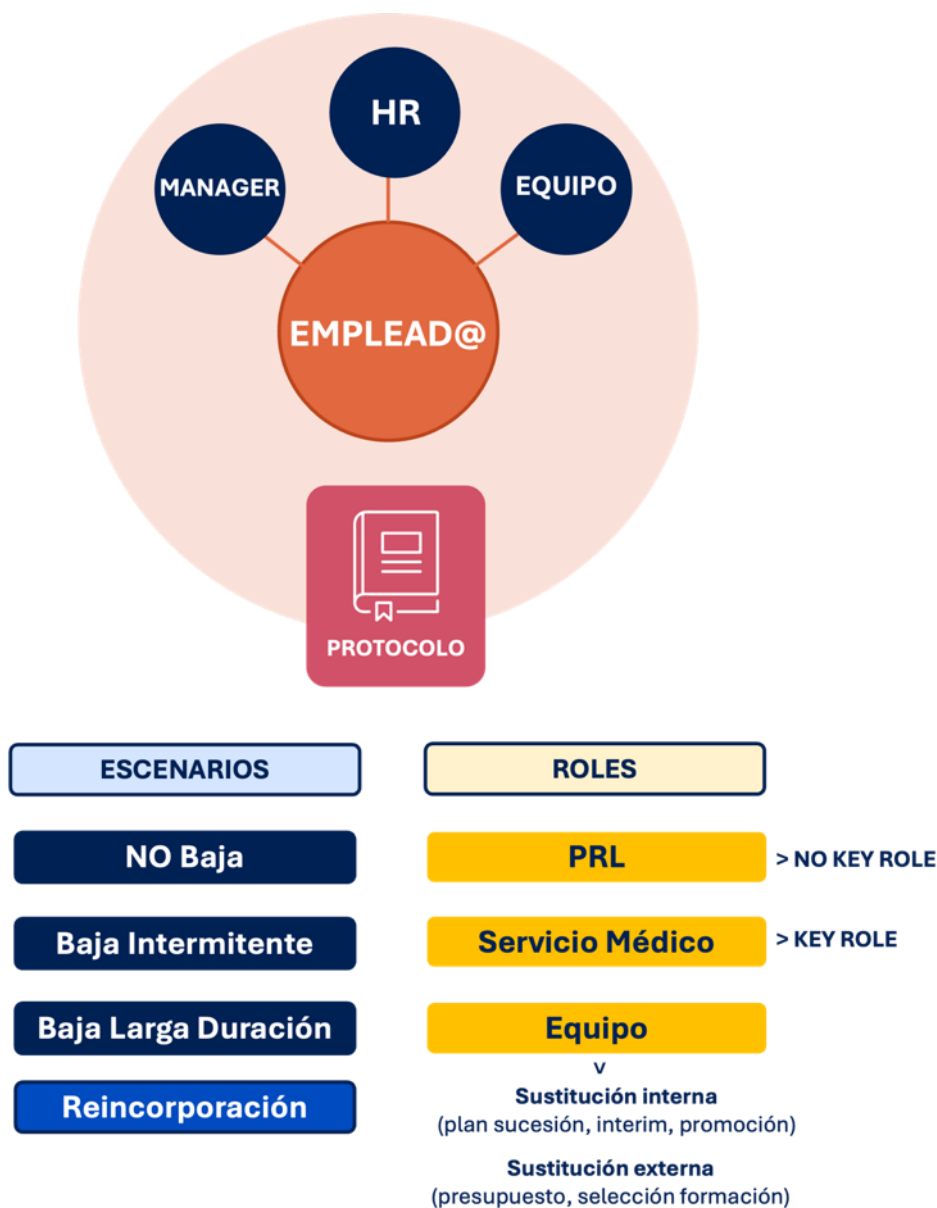 HR
MANAGER
EQUIPO
EMPLEAD@
PROTOCOLO
ESCENARIOS
NO Baja
Baja Intermitente
Baja Larga Duración
Reincorporación
ROLES
PRL
> NO KEY ROLE
Servicio Médico
> KEY ROLE
Equipo
v
Sustitución interna
(plan sucesión, interim, promoción)
Sustitución externa
(presupuesto, selección formación)